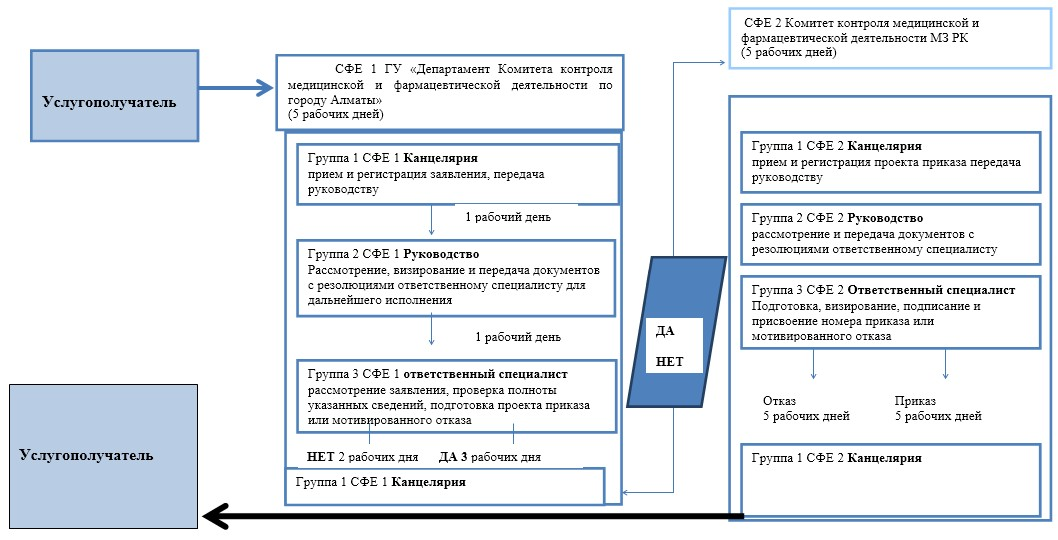 Услугополучатель
СФЕ 1 ГУ «Департамент Комитета контроля
медицинской и фармацевтической деятельности по
городу Алматы»
(5 рабочих дней)
Группа 1 СФЕ 1 Канцелярия
прием и регистрация заявления, передача
руководству
1 рабочий день
Группа 2 СФЕ 1 Руководство
Рассмотрение, визирование и передача документов
с резолюциями ответственному специалисту для
дальнейшего исполнения
1 рабочий день
Группа 3 СФЕ 1 ответственный специалист
рассмотрение заявления, проверка полноты
указанных сведений, подготовка проекта приказа
или мотивированного отказа
НЕТ 2 рабочих дня ДА 3 рабочих дня
Группа 1 СФЕ 1 Канцелярия
ДА
НЕТ
СФЕ 2 Комитет контроля медицинской и
фармацевтической деятельности МЗ РК
(5 рабочих дней)
Группа 1 СФЕ 2 Канцелярия
прием и регистрация проекта приказа передача
руководству
Группа 2 СФЕ 2 Руководство
рассмотрение и передача документов с
резолюциями ответственному специалисту
Группа 3 СФЕ 2 Ответственный специалист
Подготовка, визирование, подписание и
присвоение номера приказа или
мотивированного отказа
Отказ
5 рабочих дней
Приказ
5 рабочих дней
Группа 1 СФЕ 2 Канцелярия
Услугополучатель